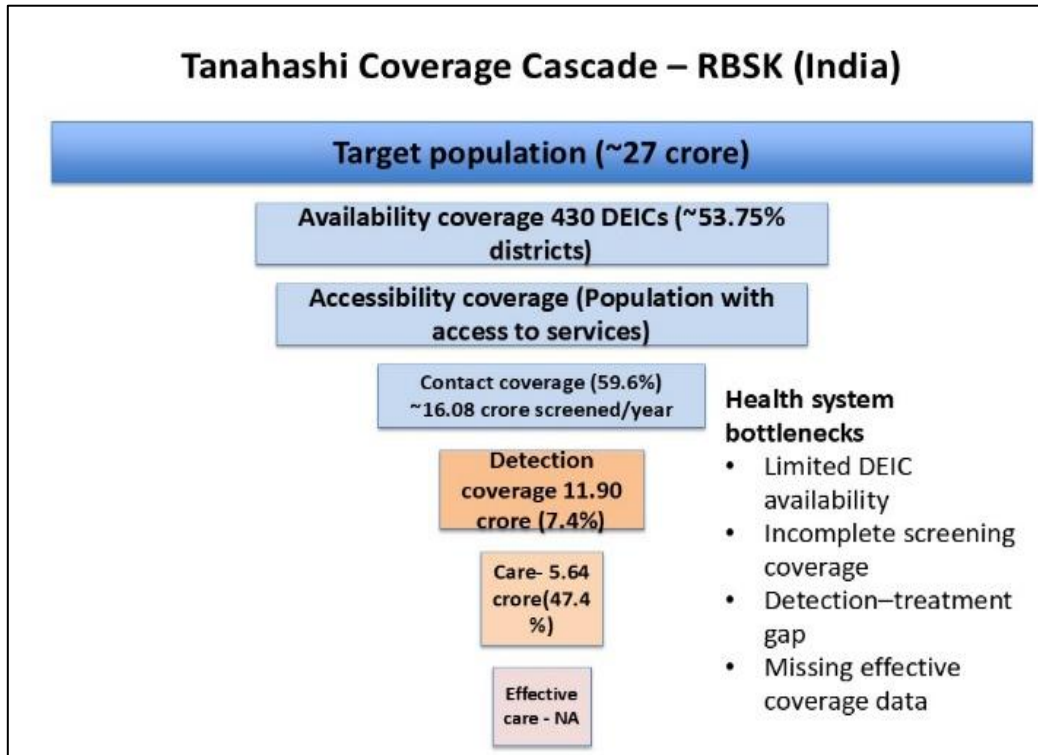 Tanahashi Coverage Cascade – RBSK (India)
Target population (~27 crore)
Availability coverage 430 DEICs (~53.75%
districts)
Accessibility coverage (Population with
access to services)
Contact coverage (59.6%)
~16.08 crore screened/year
Detection
coverage 11.90
crore (7.4%)
Care- 5.64
crore(47.4
%)
Effective
care - NA
Health system
bottlenecks
• Limited DEIC
availability
• Incomplete screening
coverage
• Detection–treatment
gap
• Missing effective
coverage data